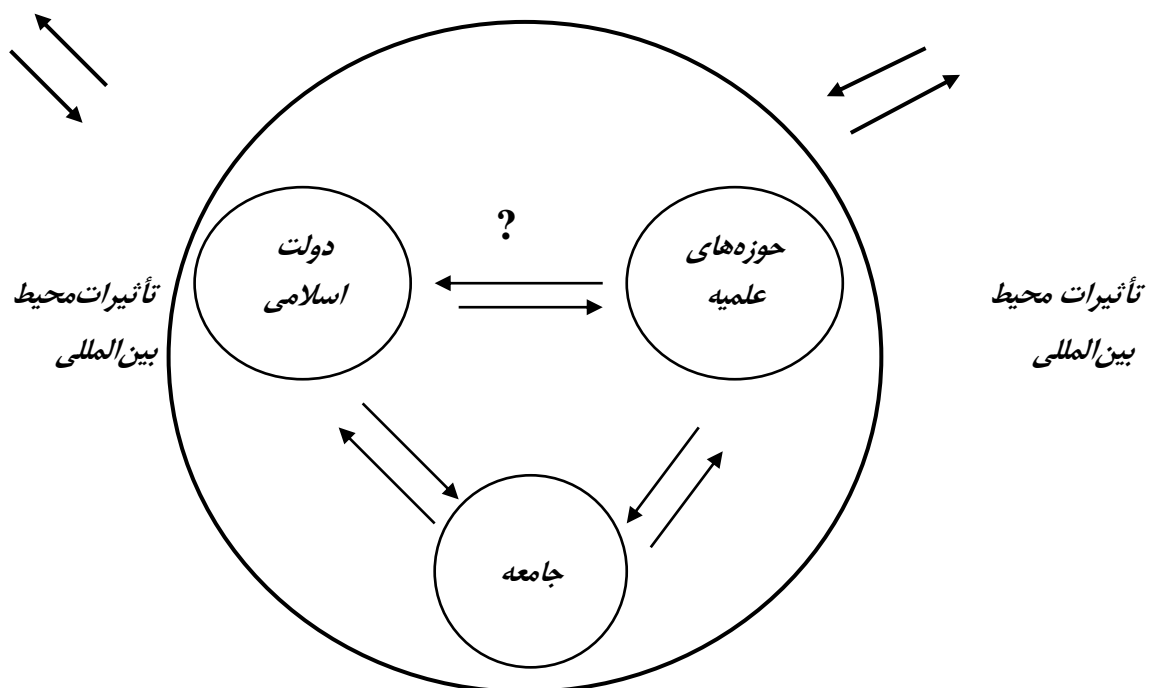 ?
حوزه‌های
علمیه
دولت
اسلامی
تأثیرات محیط
بین‌المللی
تأثیرات‌محیط
بین‌المللی
جامعه